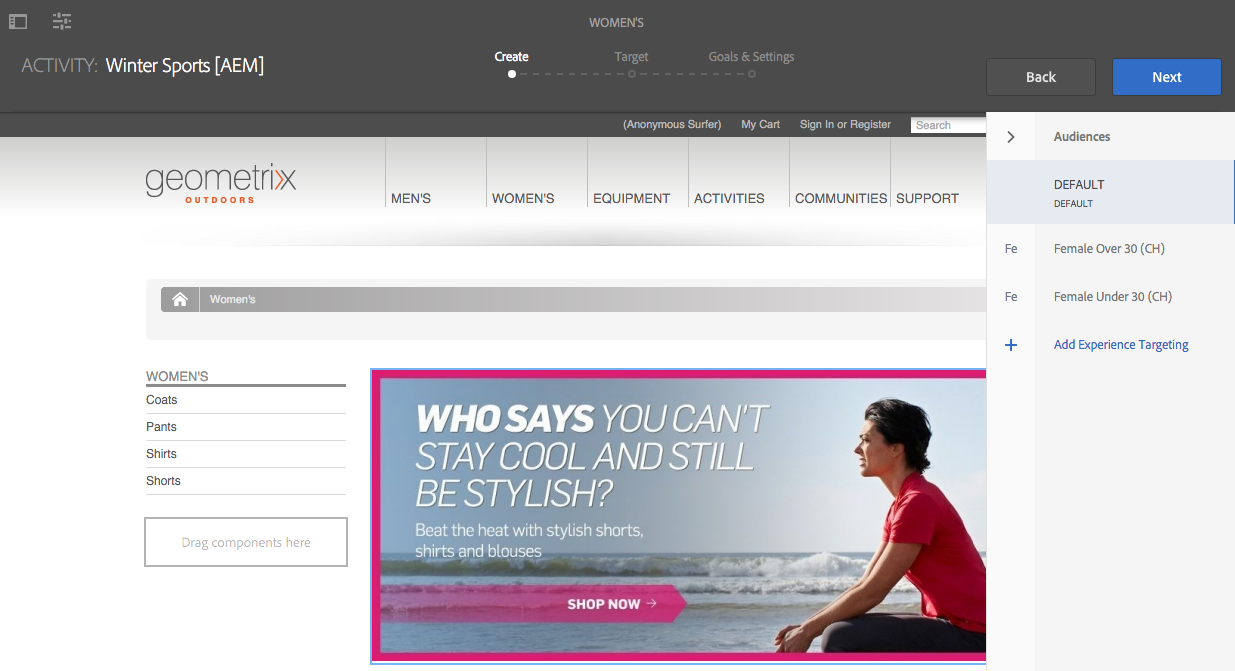 WOMEN'S
ACTIVITY: Winter Sports [AEM]
Create
Target
Goals & Settings
Back
Next
(Anonymous Surfer)
My Cart
Sign In or Register
Search
geometrixx
OUTDOORS
MEN'S
WOMEN'S
EQUIPMENT
ACTIVITIES
COMMUNITIES
SUPPORT
Women's
WOMEN'S
Coats
Pants
Shirts
Shorts
Drag components here
WHO SAYS YOU CAN'T
STAY COOL AND STILL
BE STYLISH?
Beat the heat with stylish shorts,
shirts and blouses
SHOP NOW →
Audiences
DEFAULT
DEFAULT
Fe Female Over 30 (CH)
Fe Female Under 30 (CH)
+ Add Experience Targeting